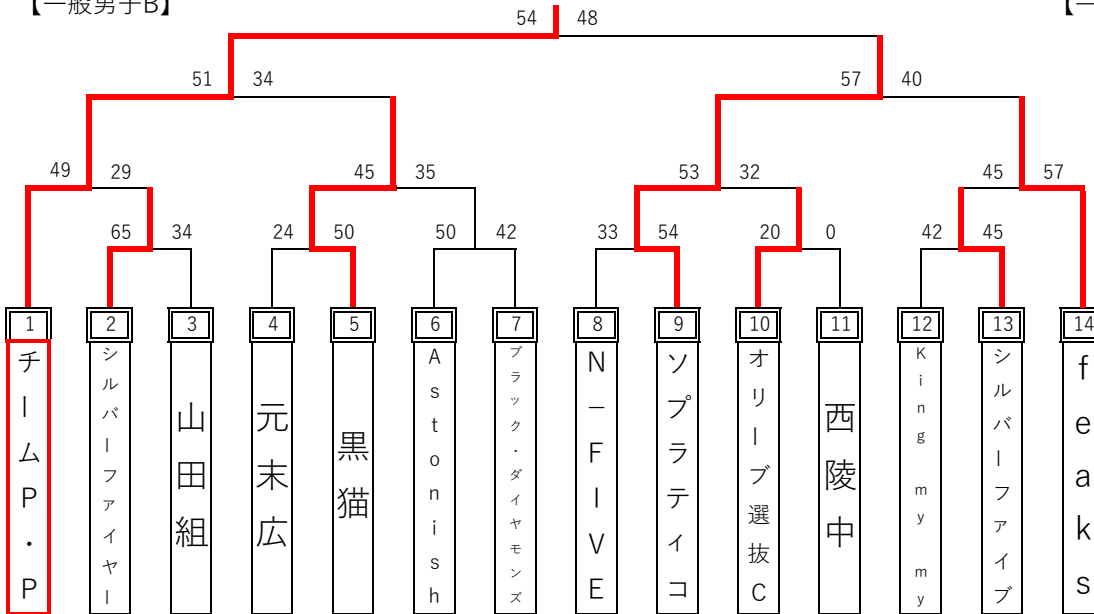 【一般男子B】
【一
54 48
51 34
57 40
49 29
45 35
53 32
45 57
65 34
24 50
50 42
33 54
20 0
42 45
1 2 3 4 5 6 7 8 9 10 11 12 13 14
チームP・P
シルバーファイヤー
山田組
元末広
黒猫
Astonish
ブラック・ダイヤモンズ
N－FIVE
ソプラティコ
オリーブ選抜C
西陵中
King my my
シルバーファイブ
feaks